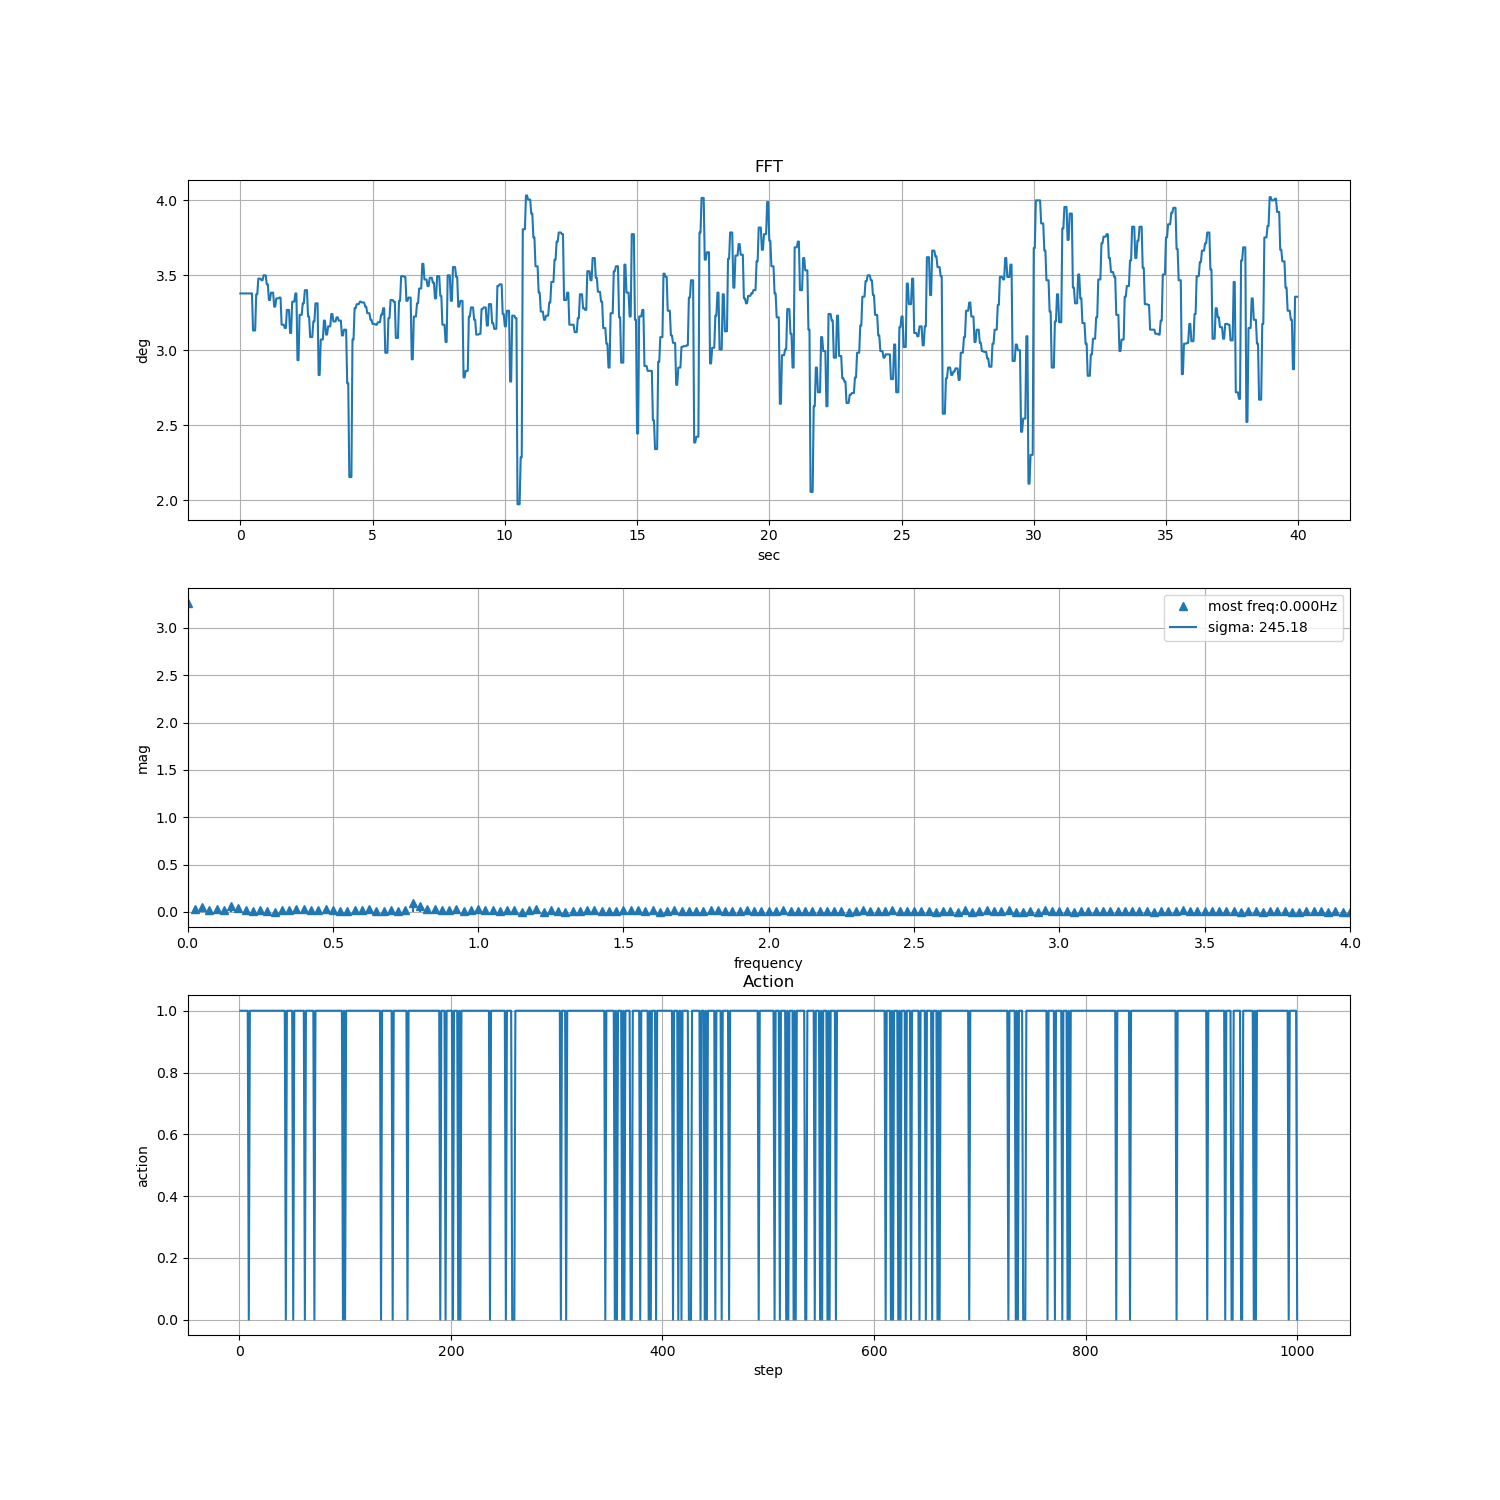 FFT
4.0
3.5
3.0
2.5
2.0
deg
0 5 10 15 20 25 30 35 40
sec
most freq:0.000Hz
sigma: 245.18
3.0
2.5
2.0
1.5
1.0
0.5
0.0
mag
0.0 0.5 1.0 1.5 2.0 2.5 3.0 3.5 4.0
frequency
Action
1.0
0.8
0.6
0.4
0.2
0.0
action
0 200 400 600 800 1000
step